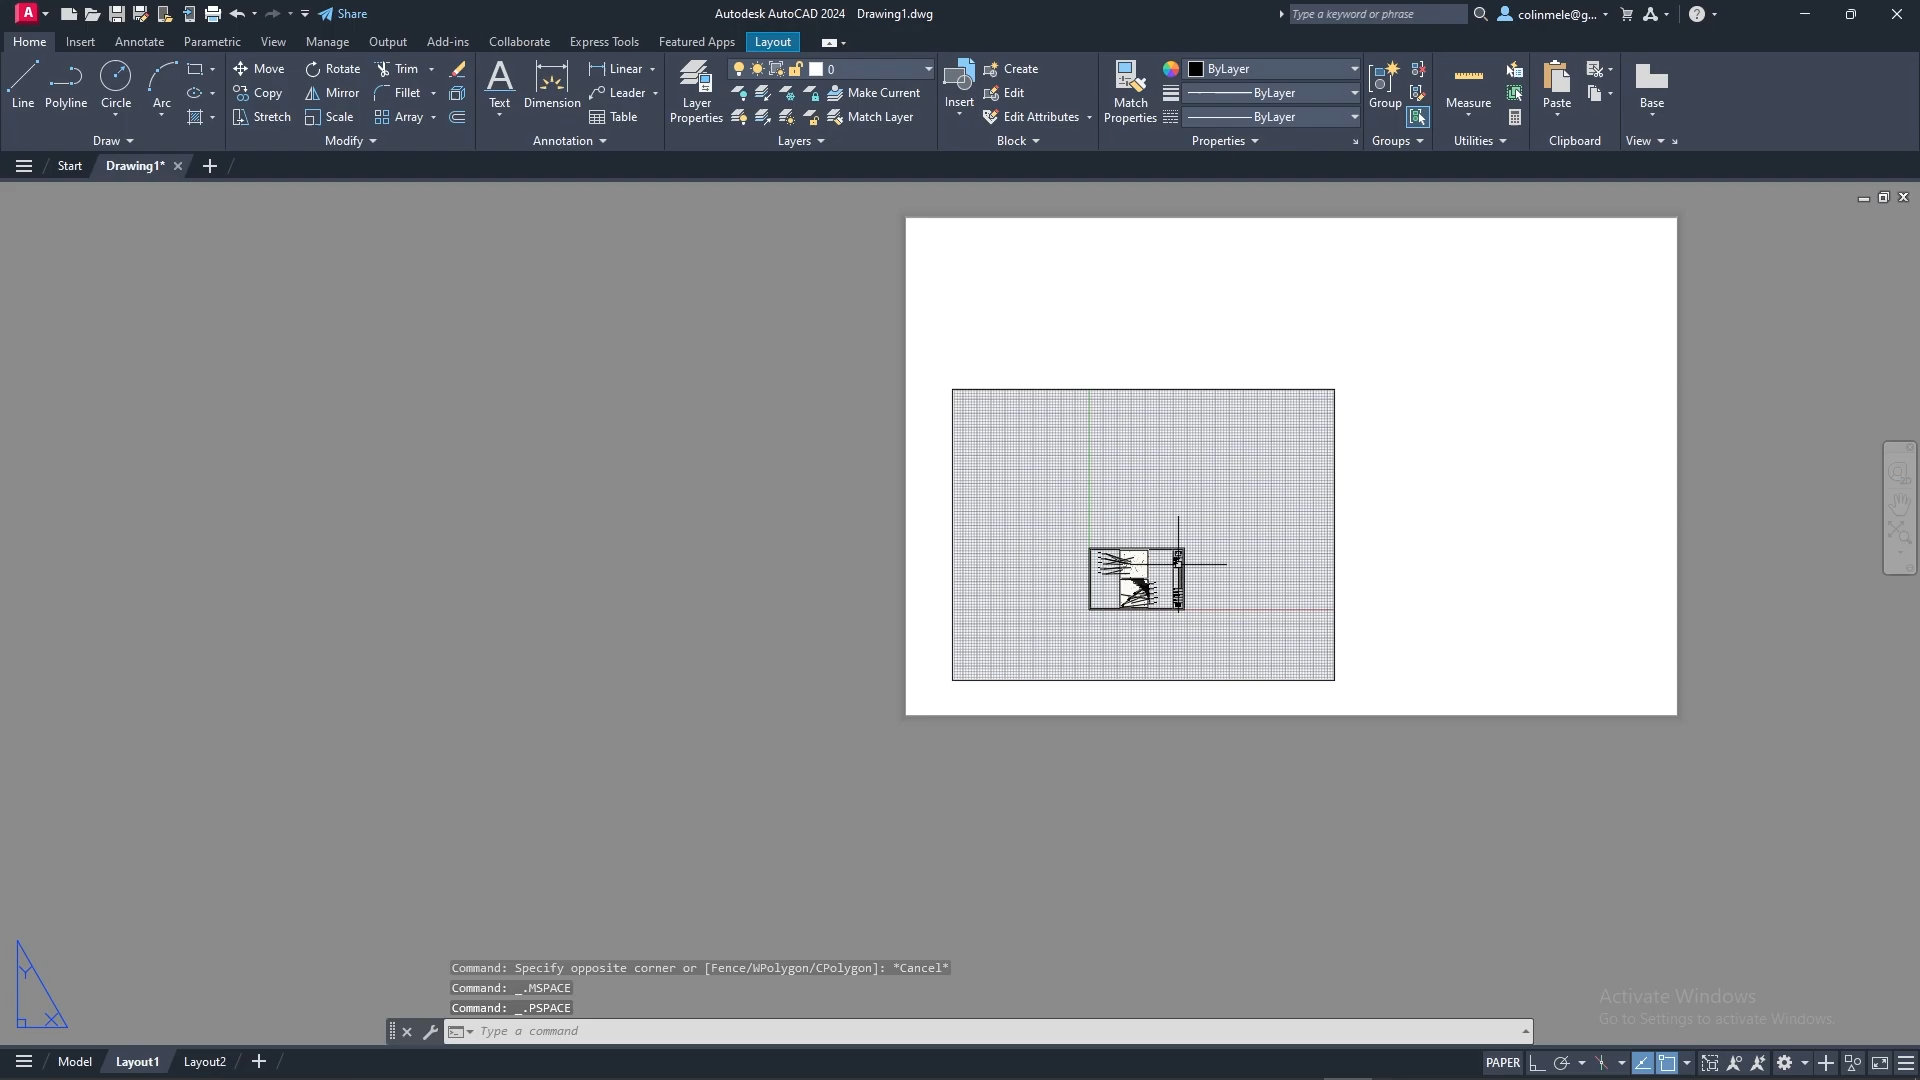 Share
Autodesk AutoCAD 2024 Drawing1.dwg
Type a keyword or phrase
colinmele@g...
Home Insert Annotate Parametric View Manage Output Add-ins Collaborate Express Tools Featured Apps Layout
Move Rotate Trim Linear 0 Create ByLayer
Copy Mirror Fillet Leader Make Current Edit ByLayer
Line Polyline Circle Arc Text Dimension Insert Group Measure Paste Base
Layer Properties
Match Properties
Stretch Scale Array Table Match Layer Edit Attributes ByLayer
Draw Modify Annotation Layers Block Properties Groups Utilities Clipboard View
Start Drawing1* +
Y
X
Command: Specify opposite corner or [Fence/WPolygon/CPolygon]: *Cancel*
Command: _.MSPACE
Command: _.PSPACE
Type a command
Activate Windows
Go to Settings to activate Windows.
Model Layout1 Layout2 +
PAPER